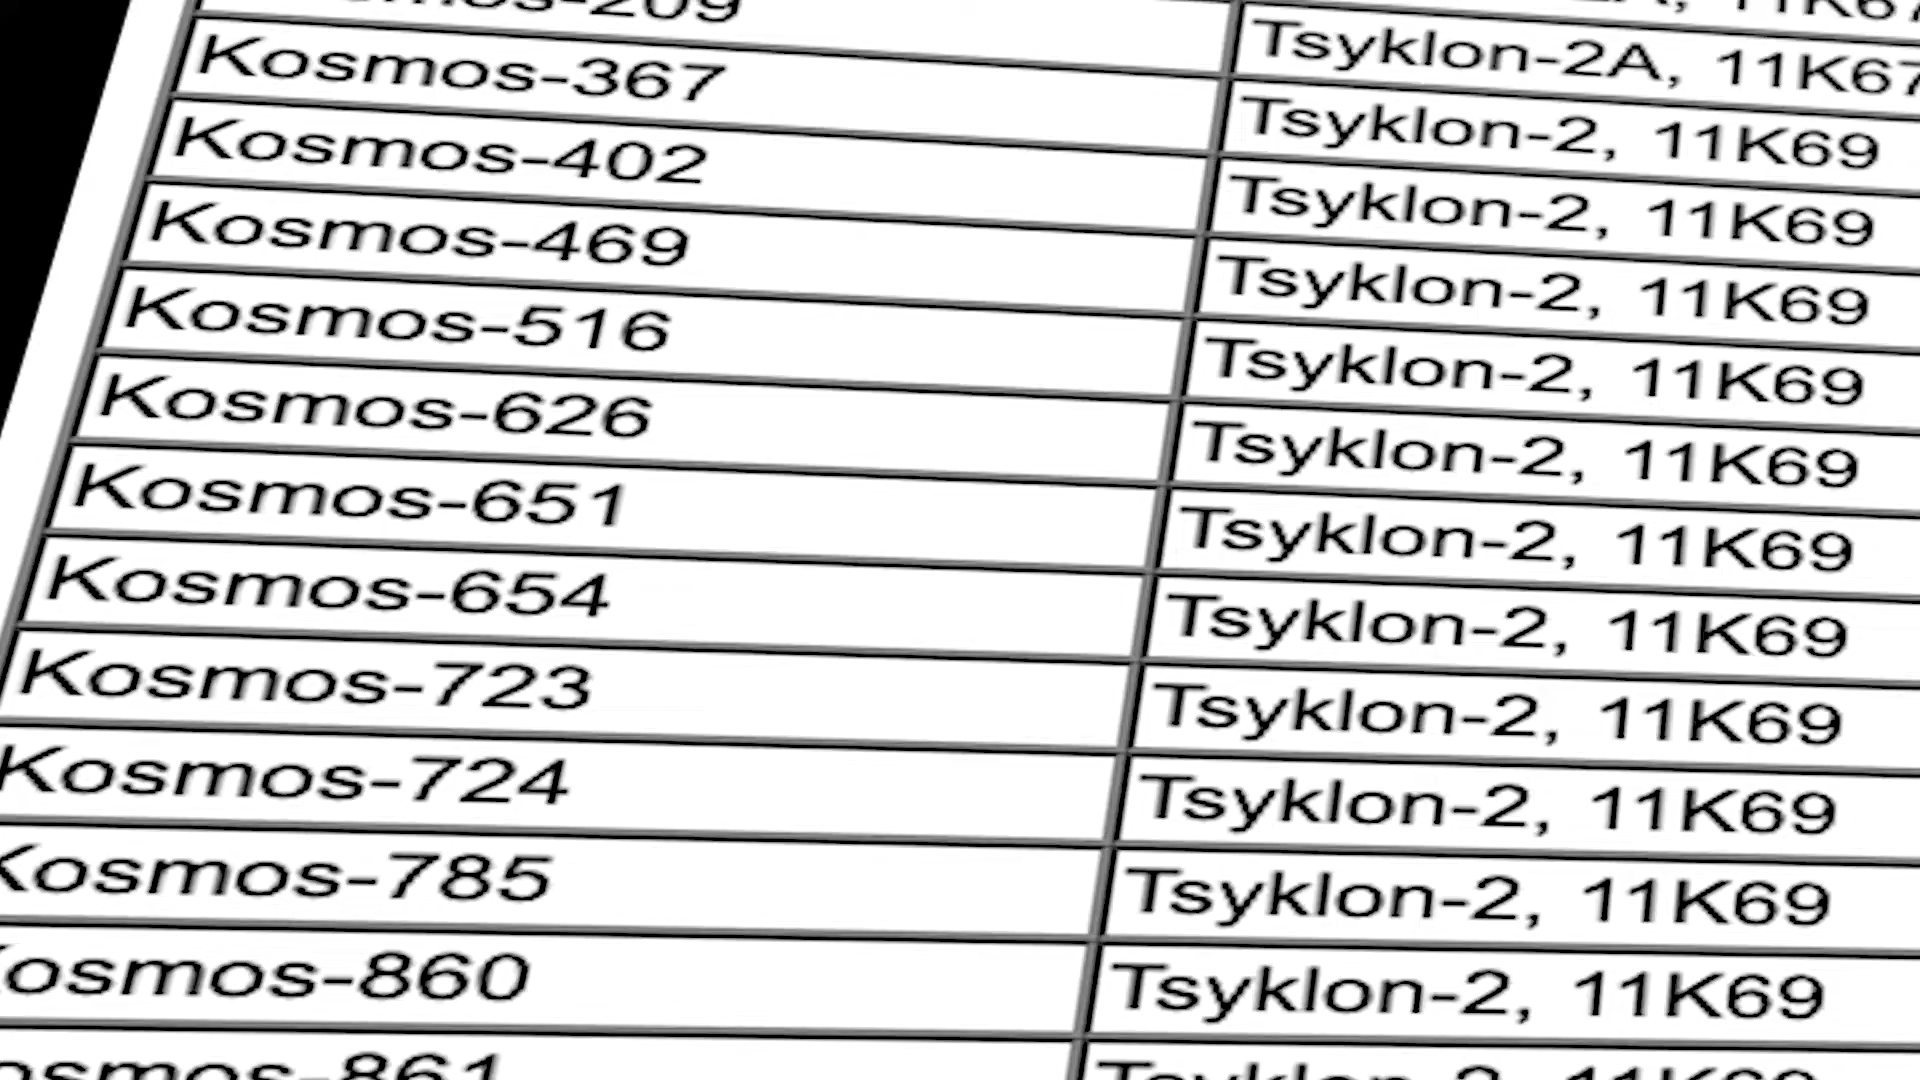 A, 11K67
Kosmos-209 Tsyklon-2A, 11K67
Kosmos-367 Tsyklon-2, 11K69
Kosmos-402 Tsyklon-2, 11K69
Kosmos-469 Tsyklon-2, 11K69
Kosmos-516 Tsyklon-2, 11K69
Kosmos-626 Tsyklon-2, 11K69
Kosmos-651 Tsyklon-2, 11K69
Kosmos-654 Tsyklon-2, 11K69
Kosmos-723 Tsyklon-2, 11K69
Kosmos-724 Tsyklon-2, 11K69
Kosmos-785 Tsyklon-2, 11K69
Kosmos-860 Tsyklon-2, 11K69
osmos-861 Tsyklon-2, 11K69